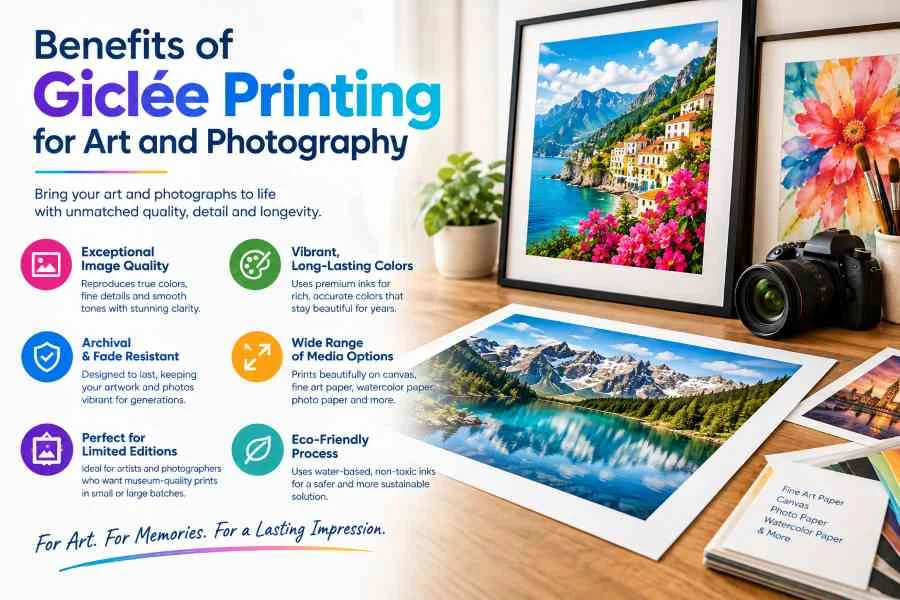 Benefits of
Giclée Printing
for Art and Photography
Bring your art and photographs to life
with unmatched quality, detail and longevity.
Exceptional
Image Quality
Reproduces true colors,
fine details and smooth
tones with stunning clarity.
Vibrant,
Long-Lasting Colors
Uses premium inks for
rich, accurate colors that
stay beautiful for years.
Archival
& Fade Resistant
Designed to last, keeping
your artwork and photos
vibrant for generations.
Wide Range
of Media Options
Prints beautifully on canvas,
fine art paper, watercolor paper,
photo paper and more.
Perfect for
Limited Editions
Ideal for artists and photographers
who want museum-quality prints
in small or large batches.
Eco-Friendly
Process
Uses water-based, non-toxic inks
for a safer and more sustainable
solution.
For Art. For Memories. For a Lasting Impression.
Fine Art Paper
Canvas
Photo Paper
Watercolor Paper
& More